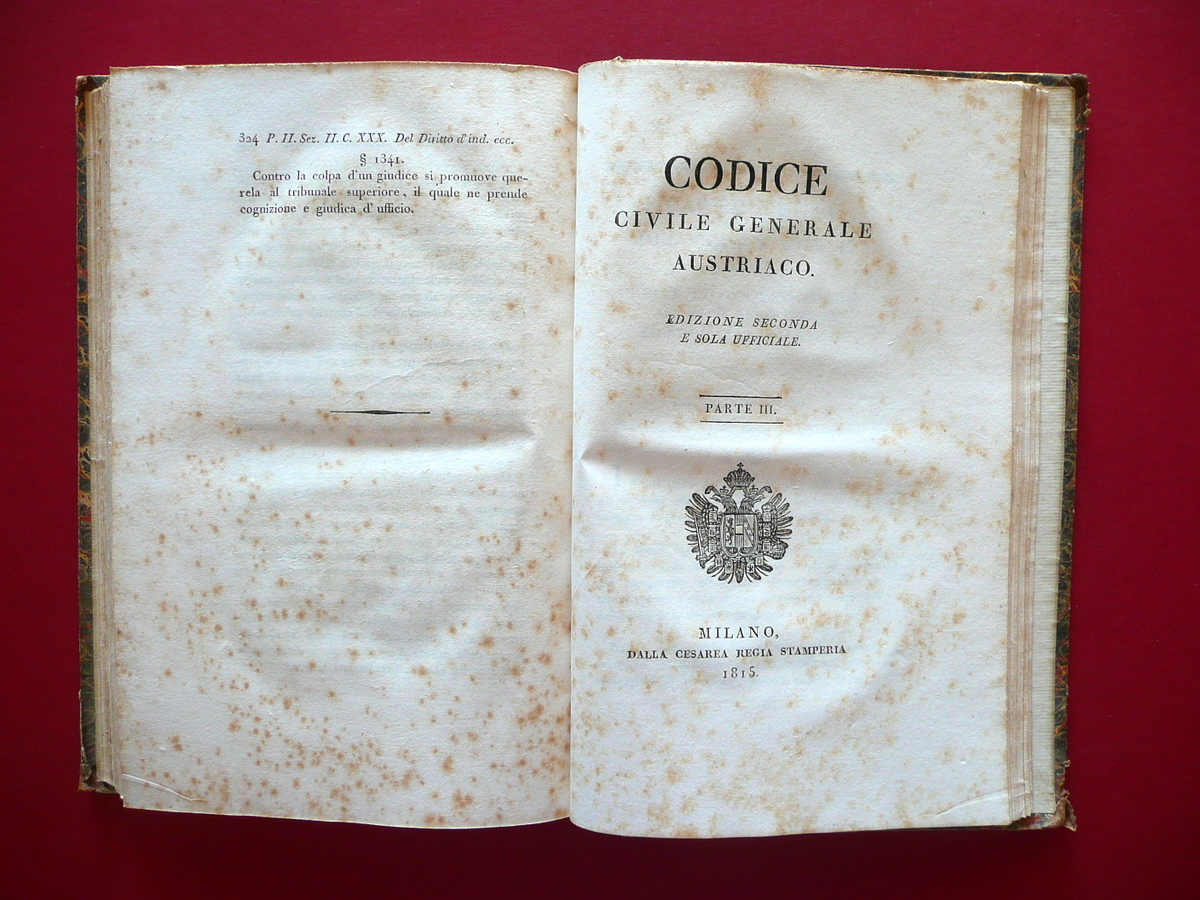 324 P. II. Sez. II. C. XXX. Del Diritto d'ind. ecc.
§ 1341.
Contro la colpa d'un giudice si promuove que-
rela al tribunale superiore, il quale ne prende
cognizione e giudica d'ufficio.
CODICE
CIVILE GENERALE
AUSTRIACO.
EDIZIONE SECONDA
E SOLA UFFICIALE.
PARTE III.
MILANO,
DALLA CESAREA REGIA STAMPERIA
1815.